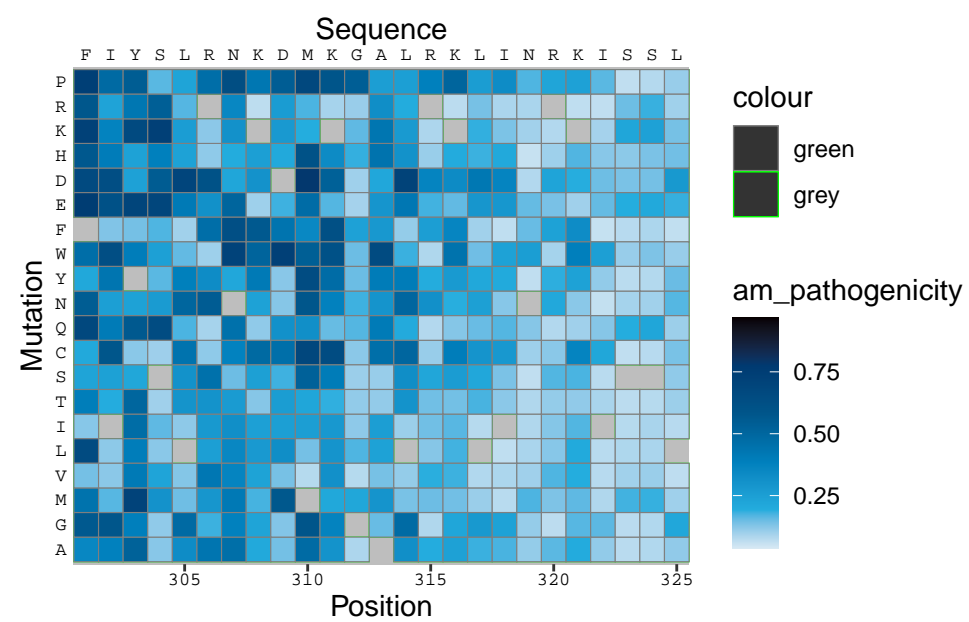 Sequence
F I Y S L R N K D M K G A L R K L I N R K I S S L
P
R
K
H
D
E
F
W
Y
N
Q
C
S
T
I
L
V
M
G
A
Mutation
305 310 315 320 325
Position
colour
green
grey
am_pathogenicity
0.75
0.50
0.25